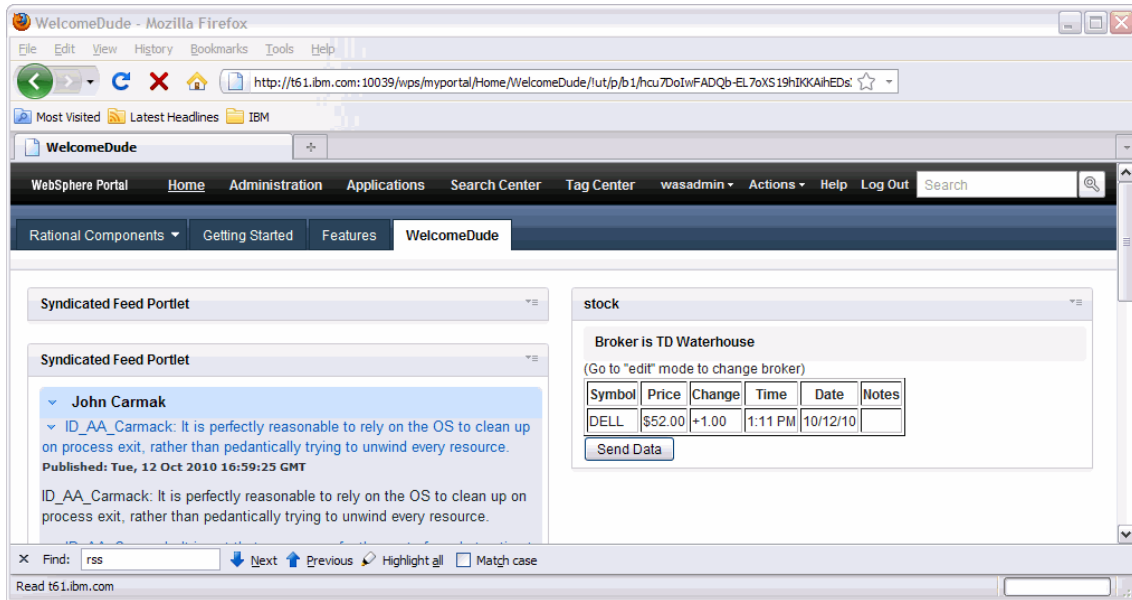 WelcomeDude - Mozilla Firefox
File Edit View History Bookmarks Tools Help
http://t61.ibm.com:10039/wps/myportal/Home/WelcomeDude/!ut/p/b1/
Most Visited Latest Headlines IBM
WelcomeDude
WebSphere Portal Home Administration Applications Search Center Tag Center wasadmin Actions Help Log Out Search
Rational Components Getting Started Features WelcomeDude
Syndicated Feed Portlet
Syndicated Feed Portlet
John Carmak
ID_AA_Carmack: It is perfectly reasonable to rely on the OS to clean up
on process exit, rather than pedantically trying to unwind every resource.
Published: Tue, 12 Oct 2010 16:59:25 GMT
ID_AA_Carmack: It is perfectly reasonable to rely on the OS to clean up on
process exit, rather than pedantically trying to unwind every resource.
stock
Broker is TD Waterhouse
(Go to "edit" mode to change broker)
Symbol Price Change Time Date Notes
DELL $52.00 +1.00 1:11 PM 10/12/10
Send Data
Find: rss Next Previous Highlight all Match case
Read t61.ibm.com